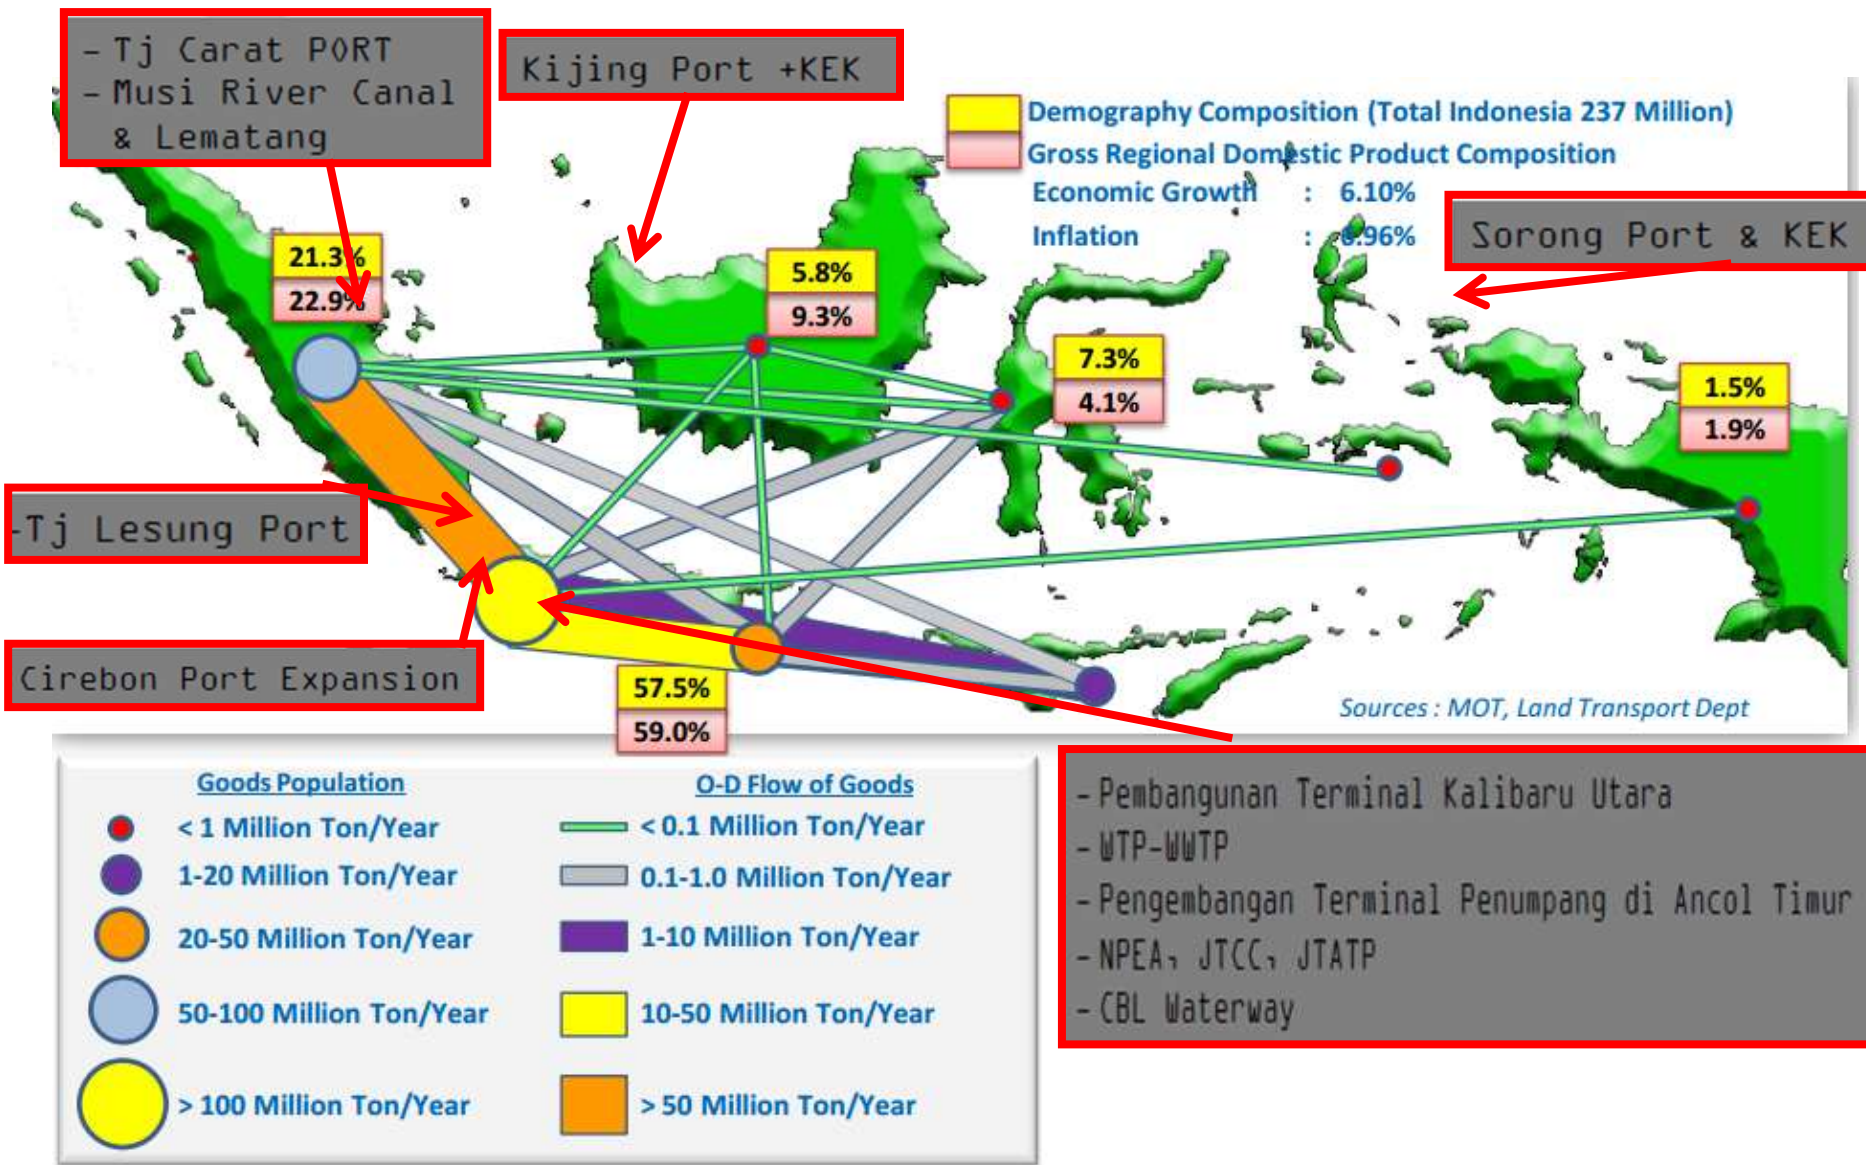 – Tj Carat PORT
– Musi River Canal
& Lematang
Kijing Port +KEK
Demography Composition (Total Indonesia 237 Million)
Gross Regional Domestic Product Composition
Economic Growth : 6.10%
Inflation : .96%
Sorong Port & KEK
21.3%
22.9%
5.8%
9.3%
7.3%
4.1%
1.5%
1.9%
-Tj Lesung Port
Cirebon Port Expansion
57.5%
59.0%
Sources : MOT, Land Transport Dept
Goods Population
< 1 Million Ton/Year
1-20 Million Ton/Year
20-50 Million Ton/Year
50-100 Million Ton/Year
> 100 Million Ton/Year
O-D Flow of Goods
< 0.1 Million Ton/Year
0.1-1.0 Million Ton/Year
1-10 Million Ton/Year
10-50 Million Ton/Year
> 50 Million Ton/Year
– Pembangunan Terminal Kalibaru Utara
– WTP-WWTP
– Pengembangan Terminal Penumpang di Ancol Timur
– NPEA, JTCC, JTATP
– CBL Waterway